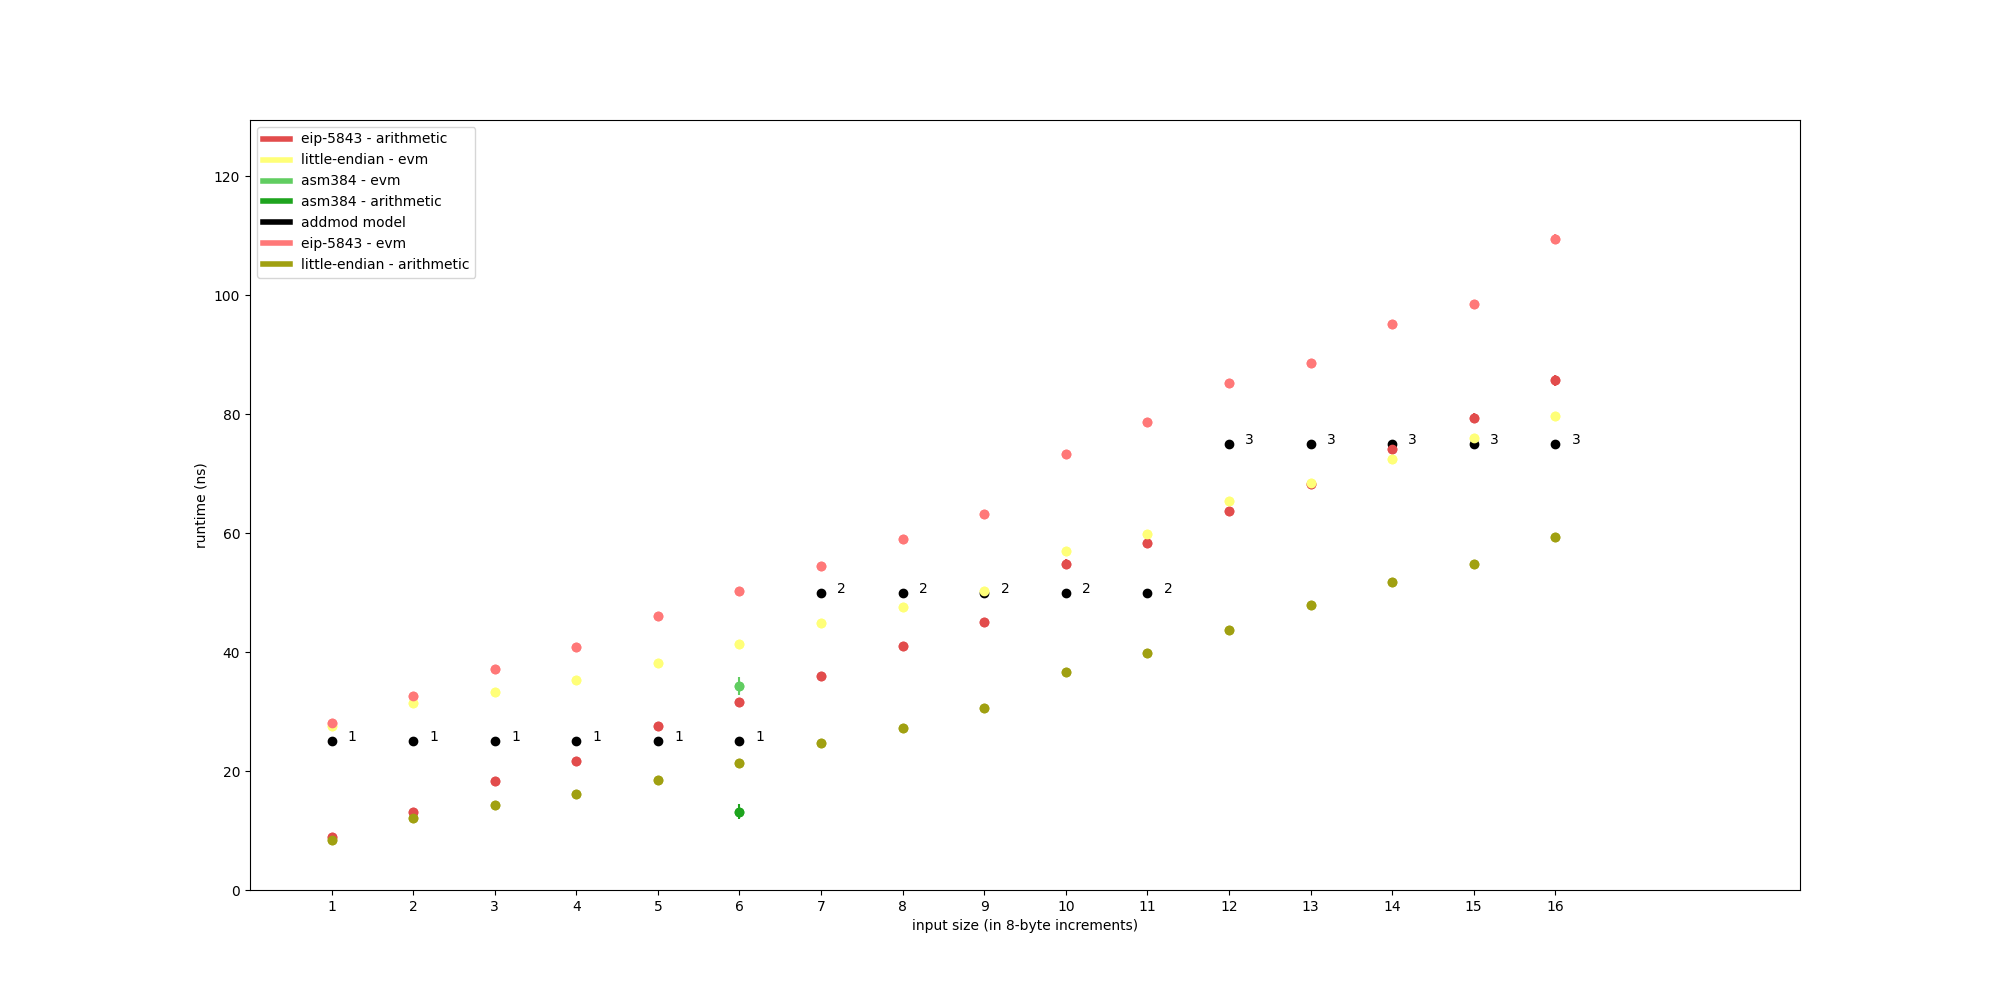 eip-5843 - arithmetic
little-endian - evm
asm384 - evm
asm384 - arithmetic
addmod model
eip-5843 - evm
little-endian - arithmetic
120
100
80
60
40
20
0
runtime (ns)
3 3 3 3 3
2 2 2 2 2
1 1 1 1 1 1
1 2 3 4 5 6 7 8 9 10 11 12 13 14 15 16
input size (in 8-byte increments)